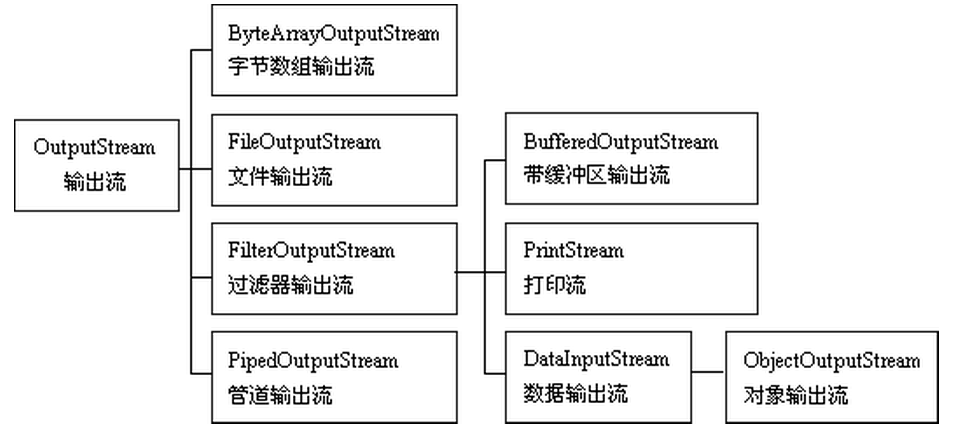 ByteArrayOutputStream
字节数组输出流
OutputStream
输出流
FileOutputStream
文件输出流
BufferedOutputStream
带缓冲区输出流
FilterOutputStream
过滤器输出流
PrintStream
打印流
PipedOutputStream
管道输出流
DataInputStream
数据输出流
ObjectOutputStream
对象输出流